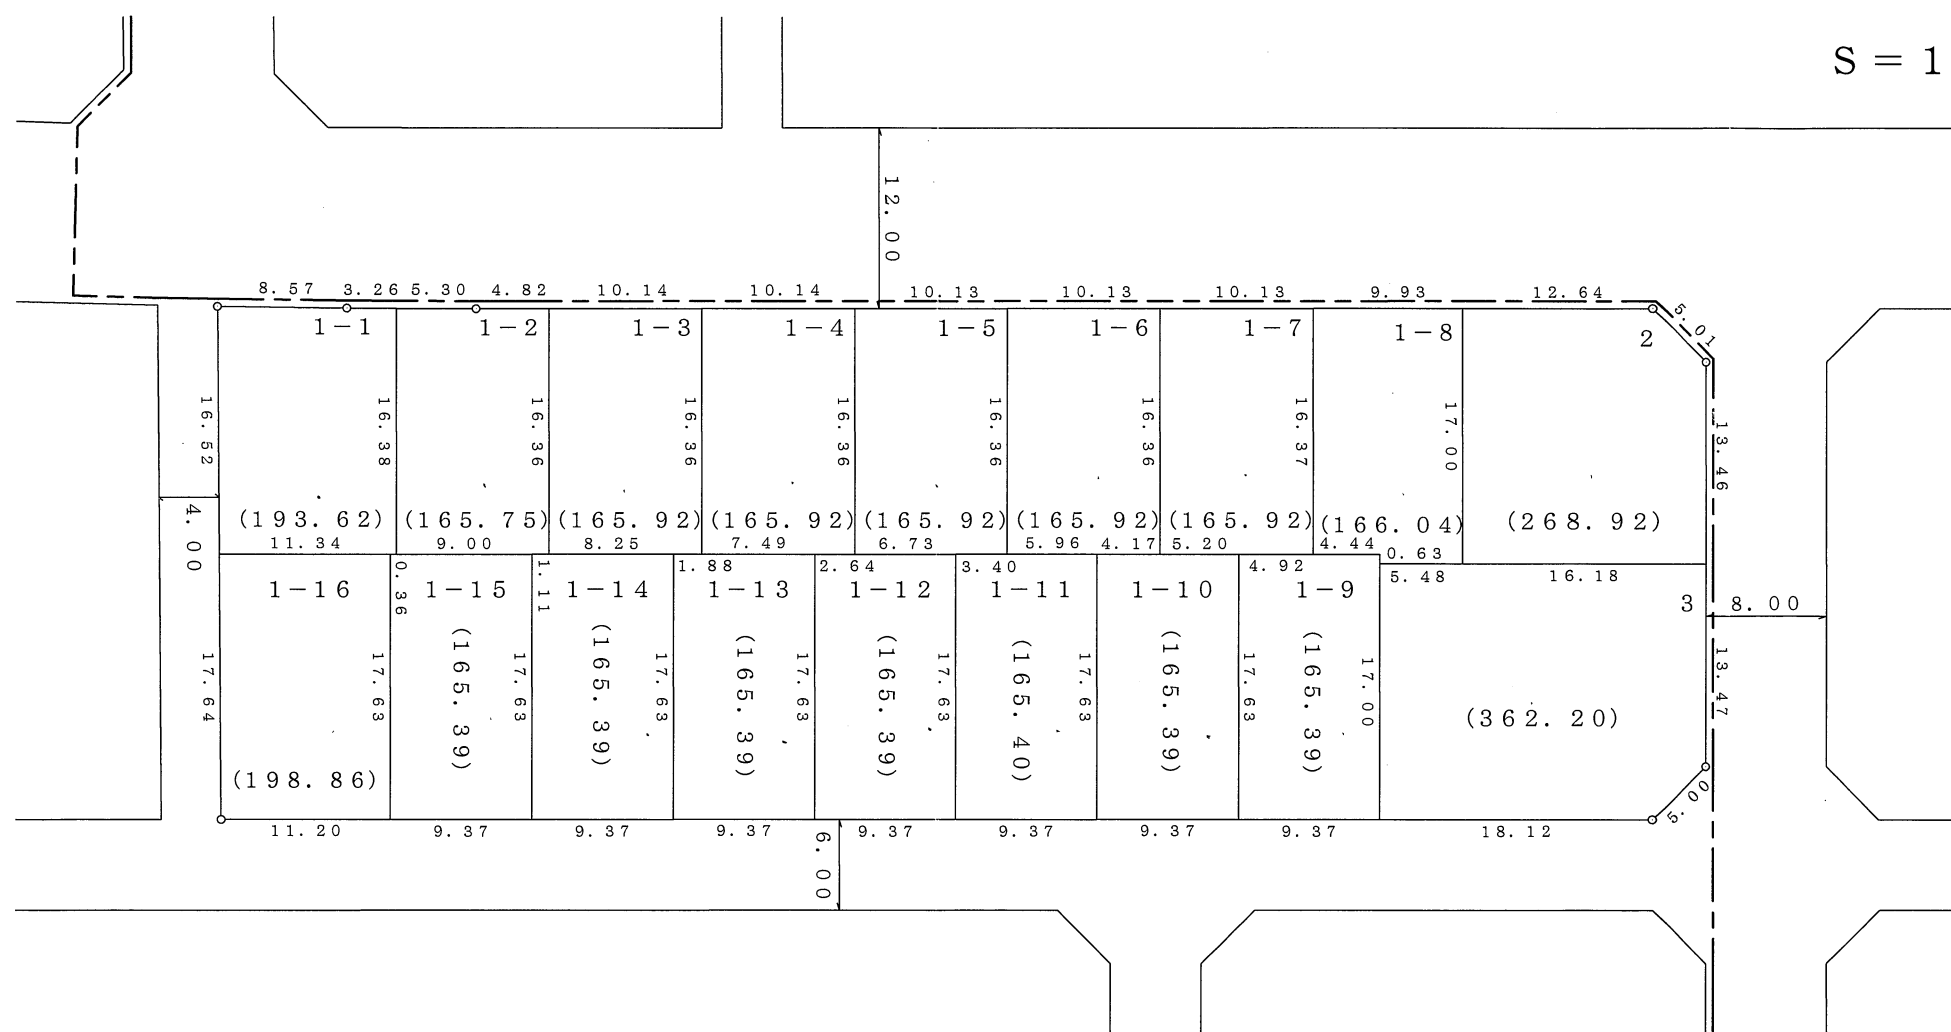 S = 1
12.00
8.57 3.26 5.30 4.82 10.14 10.14 10.13 10.13 10.13 9.93 12.64
5.01
1-1 1-2 1-3 1-4 1-5 1-6 1-7 1-8 2
16.52 16.38 16.36 16.36 16.36 16.36 16.36 16.37 17.00 13.46
4.00
(193.62) (165.75) (165.92) (165.92) (165.92) (165.92) (165.92) (166.04) (268.92)
11.34 9.00 8.25 7.49 6.73 5.96 4.17 5.20 4.44 0.63
0.36 1.11 1.88 2.64 3.40 4.92 5.48 16.18
1-16 1-15 1-14 1-13 1-12 1-11 1-10 1-9 3
8.00
17.64 17.63 17.63 17.63 17.63 17.63 17.63 17.63 17.00 13.47
(165.39) (165.39) (165.39) (165.39) (165.40) (165.39) (165.39) (362.20)
(198.86)
5.00
11.20 9.37 9.37 9.37 9.37 9.37 9.37 9.37 18.12
6.00